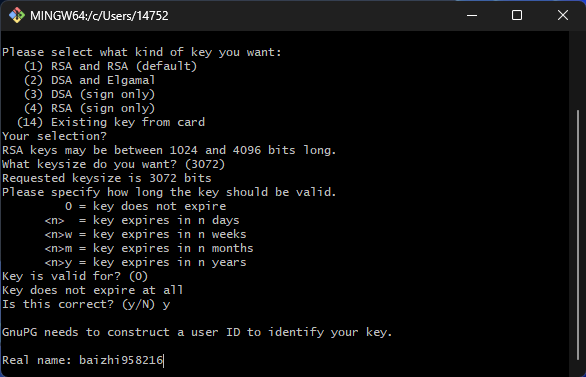 MINGW64:/c/Users/14752
Please select what kind of key you want:
   (1) RSA and RSA (default)
   (2) DSA and Elgamal
   (3) DSA (sign only)
   (4) RSA (sign only)
  (14) Existing key from card
Your selection?
RSA keys may be between 1024 and 4096 bits long.
What keysize do you want? (3072)
Requested keysize is 3072 bits
Please specify how long the key should be valid.
         0 = key does not expire
      <n>  = key expires in n days
      <n>w = key expires in n weeks
      <n>m = key expires in n months
      <n>y = key expires in n years
Key is valid for? (0)
Key does not expire at all
Is this correct? (y/N) y
GnuPG needs to construct a user ID to identify your key.
Real name: baizhi958216